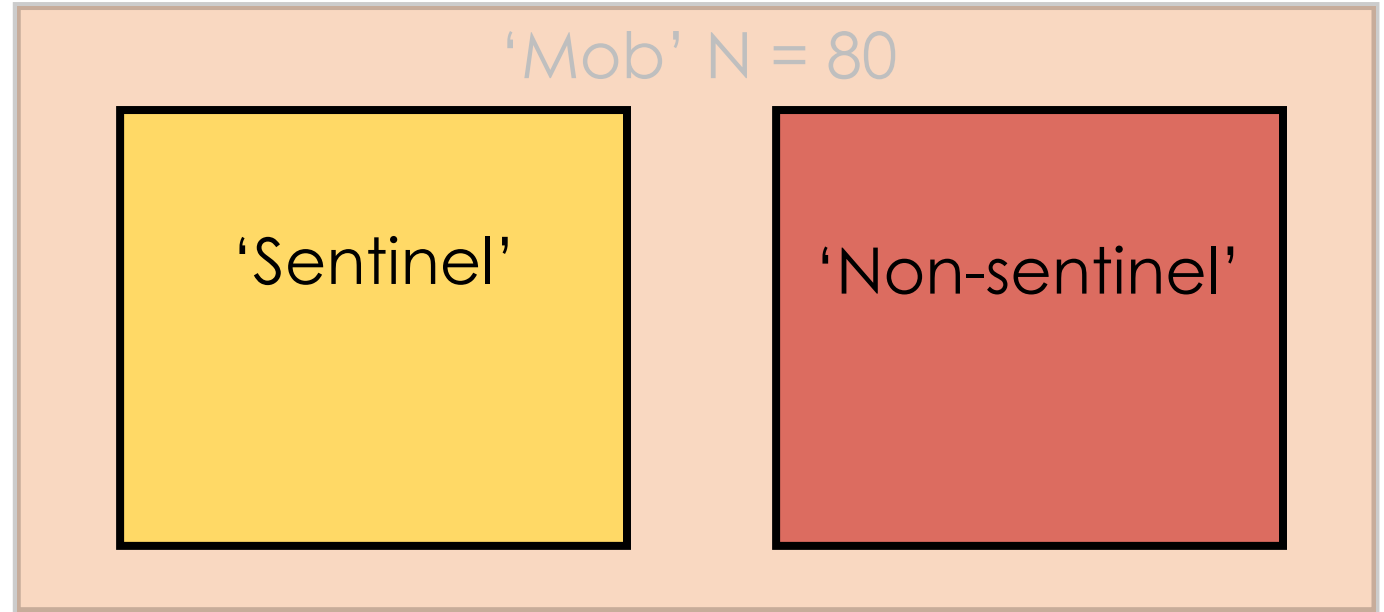 ‘Mob’ N = 80
‘Sentinel’
‘Non-sentinel’